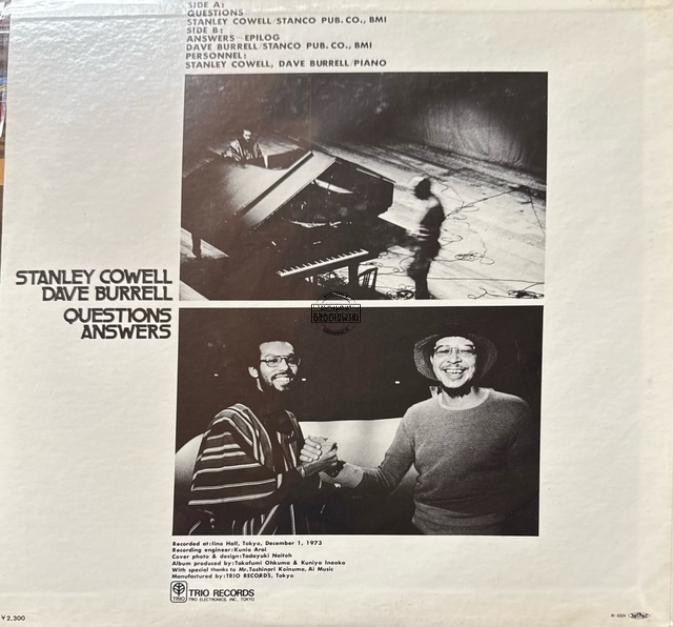 SIDE A:
QUESTIONS
STANLEY COWELL/STANCO PUB. CO., BMI
SIDE B:
ANSWERS—EPILOG
DAVE BURRELL/STANCO PUB. CO., BMI
PERSONNEL:
STANLEY COWELL, DAVE BURRELL/PIANO
STANLEY COWELL
DAVE BURRELL
QUESTIONS
ANSWERS
GROCHOWSKI
Recorded at:Iino Hall, Tokyo, December 1, 1973
Recording engineer:Kunio Arai
Cover photo & design:Tadayuki Naitoh
Album produced by:Takafumi Ohkuma & Kuniya Inaoka
With special thanks to Mr.Toshinari Koinuma, Ai Music
Manufactured by:TRIO RECORDS, Tokyo
TRIO
TRIO RECORDS
TRIO ELECTRONICS, INC., TOKYO
¥2,300